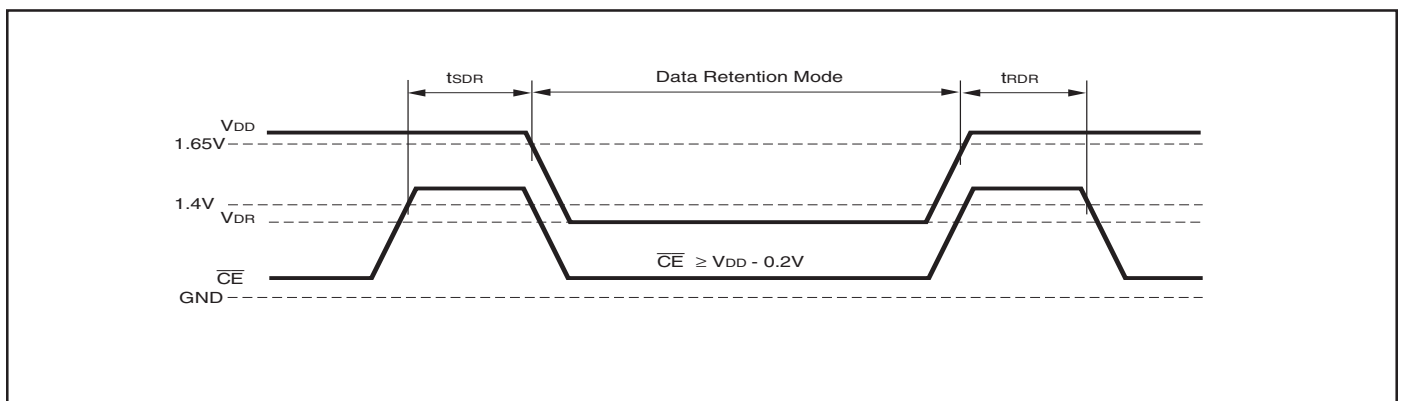 tSDR Data Retention Mode tRDR
VDD
1.65V
1.4V
VDR
CE ≥ VDD - 0.2V
CE
GND